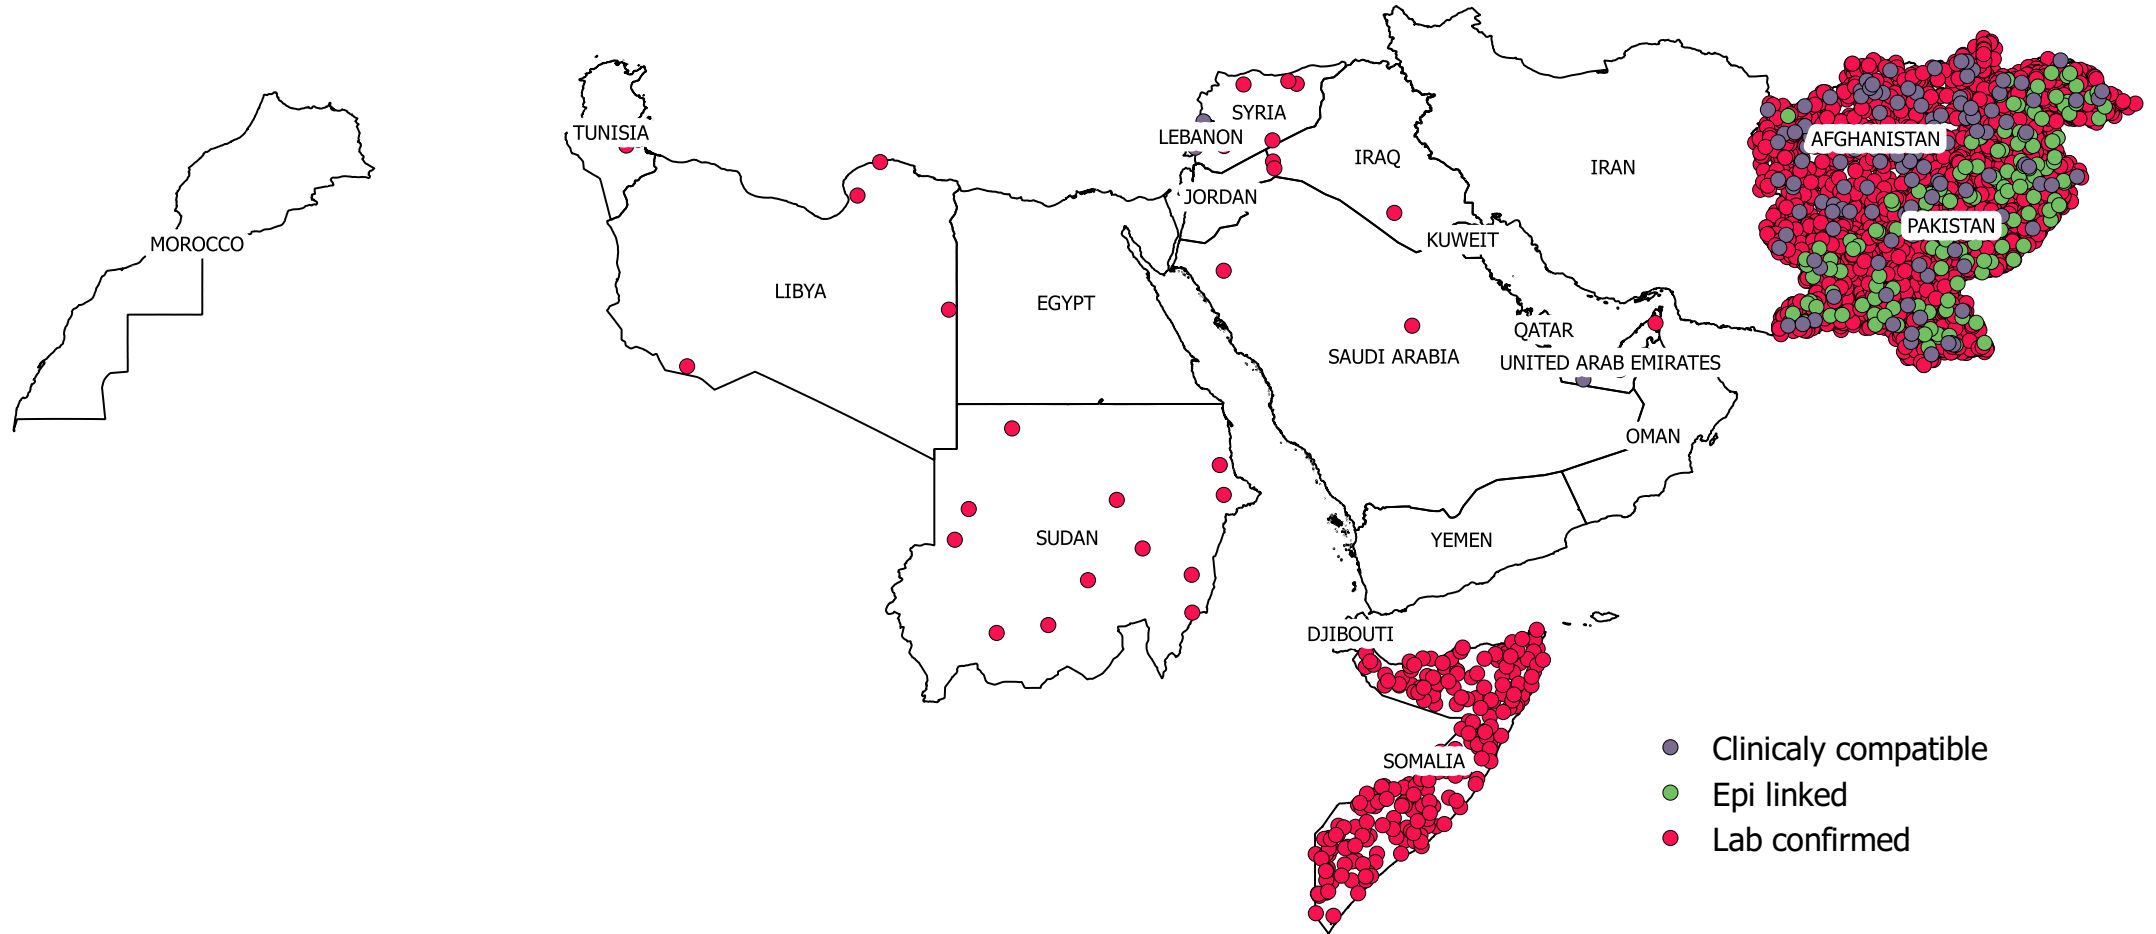 TUNISIA
SYRIA
LEBANON
AFGHANISTAN
IRAQ
IRAN
JORDAN
PAKISTAN
MOROCCO
KUWEIT
LIBYA
EGYPT
QATAR
SAUDI ARABIA
UNITED ARAB EMIRATES
OMAN
SUDAN
YEMEN
DJIBOUTI
SOMALIA
Clinicaly compatible
Epi linked
Lab confirmed